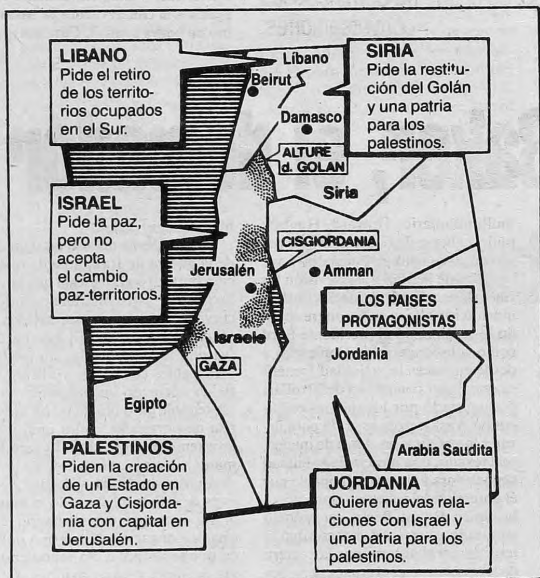 LIBANO
Pide el retiro
de los territo-
rios ocupados
en el Sur.
SIRIA
Pide la restitu-
ción del Golán
y una patria
para los
palestinos.
Líbano
Beirut
Damasco
ALTURE
d. GOLAN
Siria
ISRAEL
Pide la paz,
pero no
acepta
el cambio
paz-territorios.
CISGIORDANIA
Jerusalén
Amman
LOS PAISES
PROTAGONISTAS
Israele
GAZA
Jordania
Egipto
Arabia Saudita
PALESTINOS
Piden la creación
de un Estado en
Gaza y Cisjorda-
nia con capital en
Jerusalén.
JORDANIA
Quiere nuevas rela-
ciones con Israel y
una patria para los
palestinos.